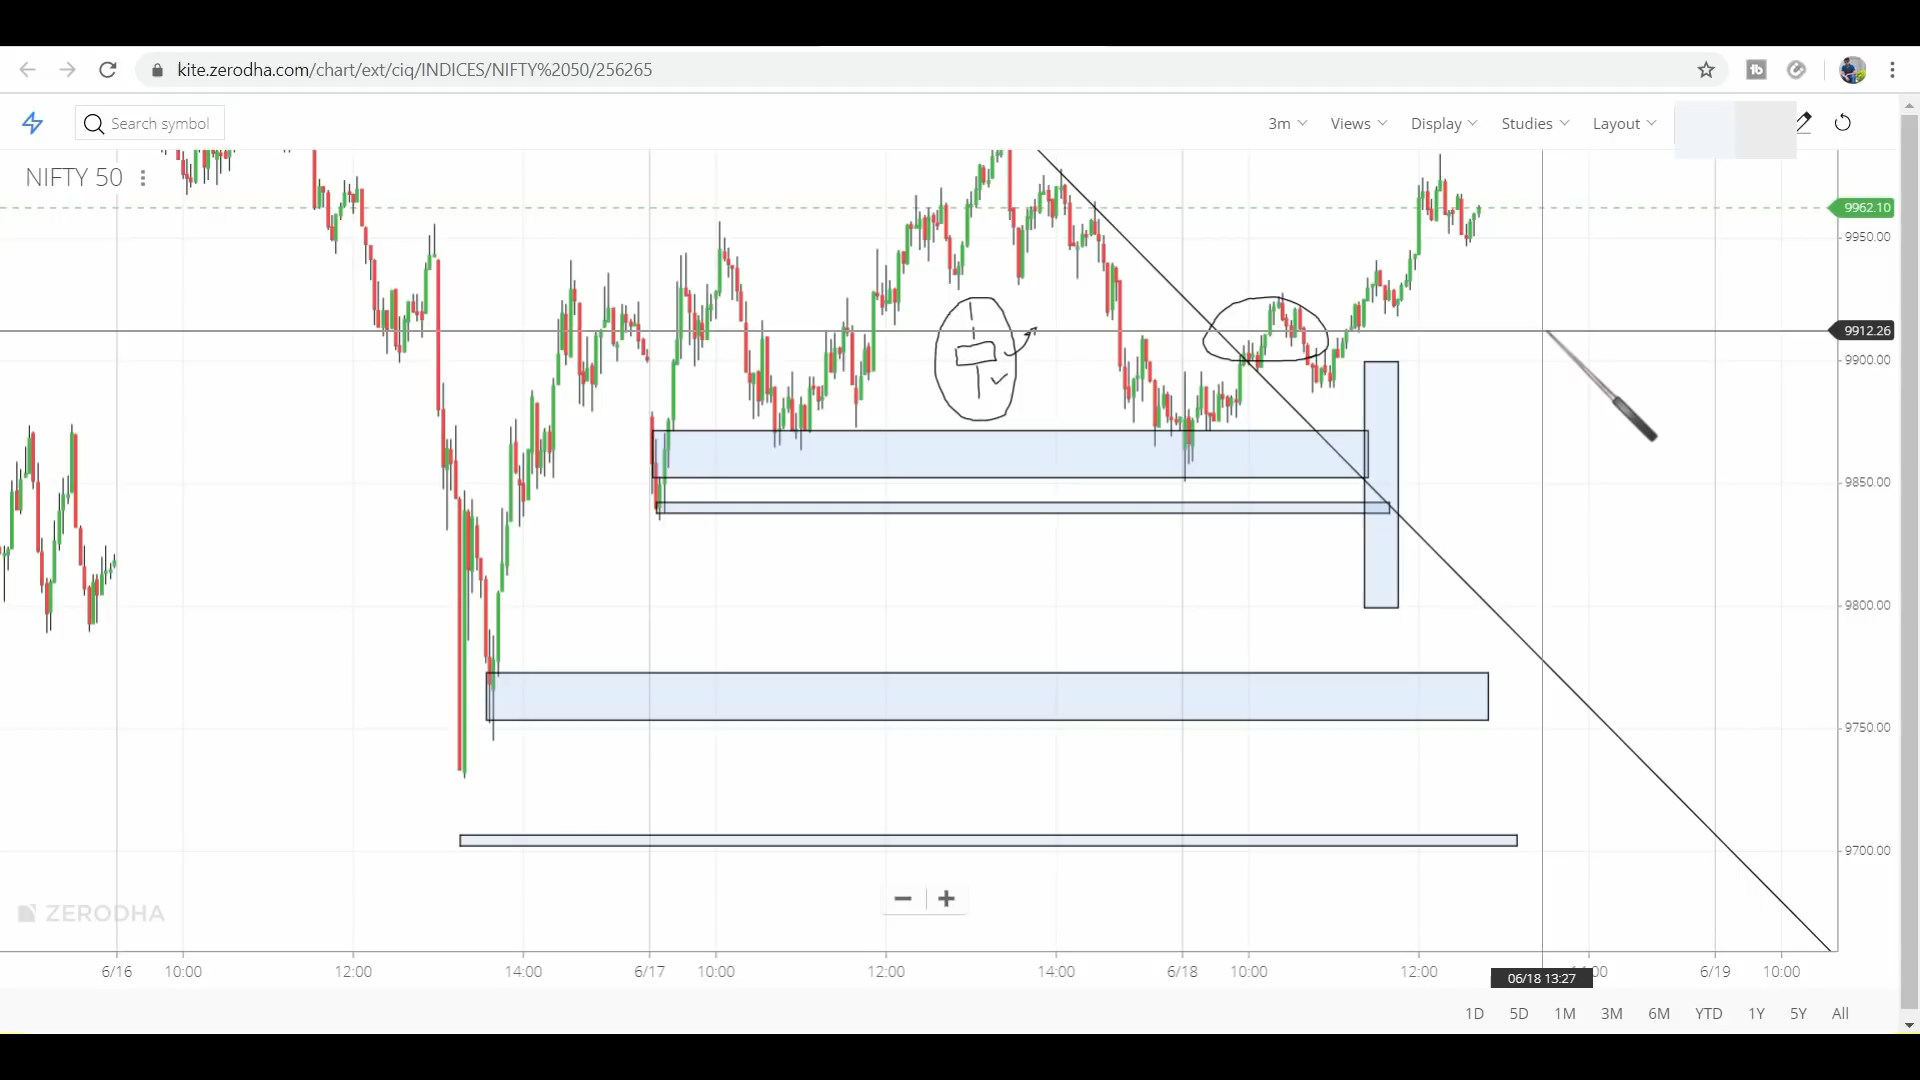 kite.zerodha.com/chart/ext/ciq/INDICES/NIFTY%2050/256265
tb
Search symbol
3m Views Display Studies Layout
NIFTY 50
9962.10
9950.00
9912.26
9900.00
9850.00
9800.00
9750.00
9700.00
ZERODHA
6/16 10:00 12:00 14:00 6/17 10:00 12:00 14:00 6/18 10:00 12:00 6/19 10:00
06/18 13:27
1D 5D 1M 3M 6M YTD 1Y 5Y All